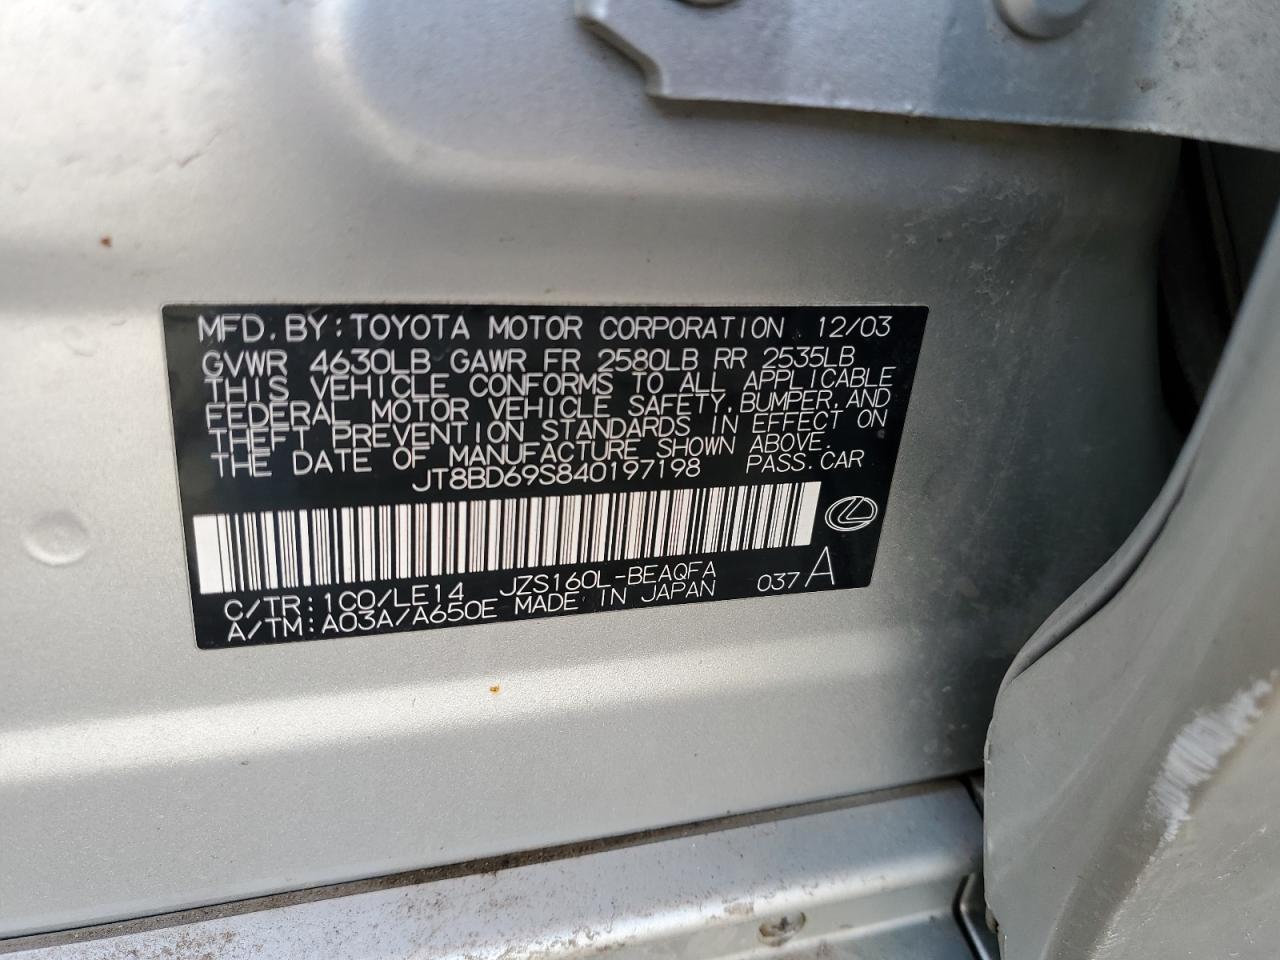 MFD. BY: TOYOTA MOTOR CORPORATION 12/03
GVWR 4630LB GAWR FR 2580LB RR 2535LB
THIS VEHICLE CONFORMS TO ALL APPLICABLE
FEDERAL MOTOR VEHICLE SAFETY, BUMPER, AND
THEFT PREVENTION STANDARDS IN EFFECT ON
THE DATE OF MANUFACTURE SHOWN ABOVE.
JT8BD69S840197198 PASS. CAR
C/TR: 1C0/LE14 JZS160L-BEAQFA 037A
A/TM: A03A/A650E MADE IN JAPAN